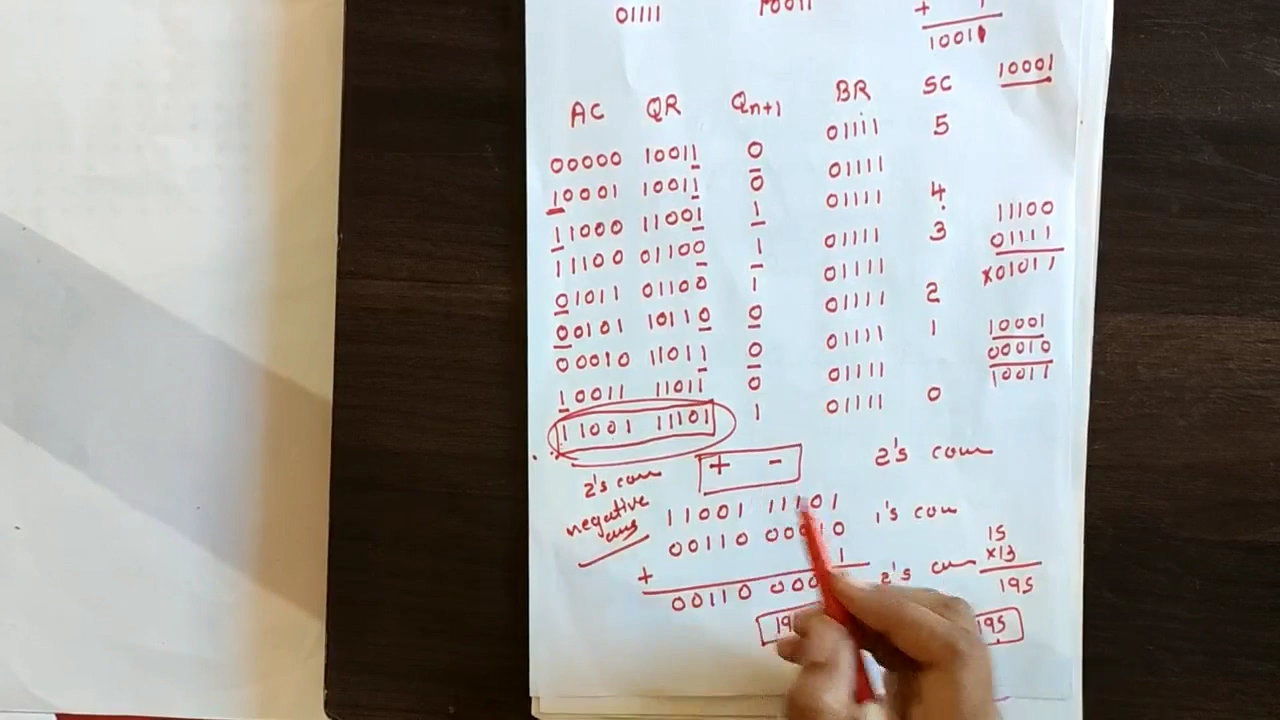 01111 10011 +
10011
10001
AC QR Qn+1 BR SC
00000 10011 0 01111 5
10001 10011 0 01111
11000 11001 1 01111 4
11100 01100 1 01111 3
01011 01100 1 01111
00101 10110 0 01111 2
00010 11011 0 01111 1
10011 11011 0 01111
11001 11101 1 01111 0
11100
01111
x01011
10001
00010
10011
+ -
2's com
negative
ans
2's com
11001 11101
00110 00010 1's com
+ 1
00110 000 2's com
15
x13
195
195